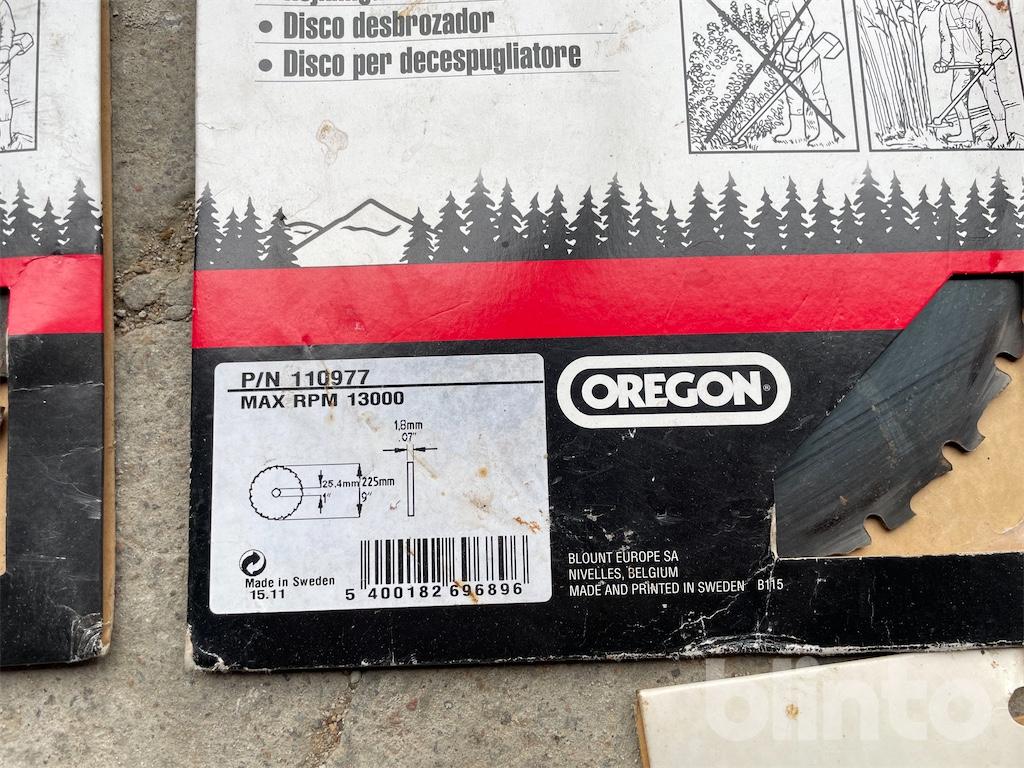 • Disco desbrozador
• Disco per decespugliatore
P/N 110977
MAX RPM 13000
1,8mm
.07"
25,4mm
225mm
1"
9"
OREGON®
Made in Sweden
15.11
5 400182 696896
BLOUNT EUROPE SA
NIVELLES, BELGIUM
MADE AND PRINTED IN SWEDEN B115
blinto